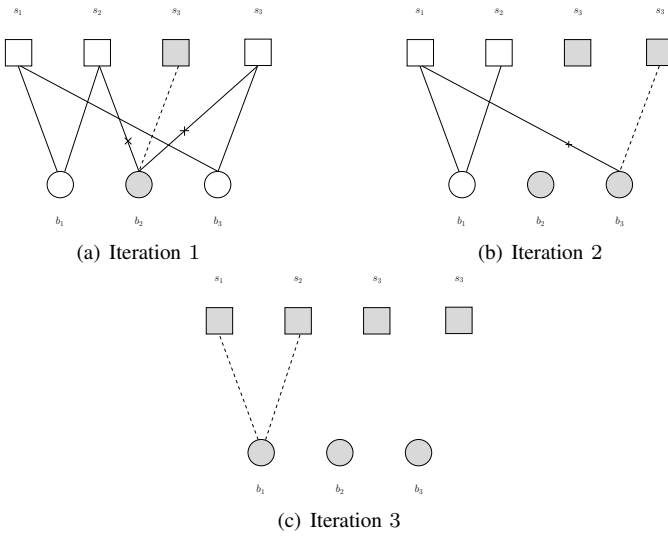 s₁ s₂ s₃ s₃
b₁ b₂ b₃
(a) Iteration 1
s₁ s₂ s₃ s₃
b₁ b₂ b₃
(b) Iteration 2
s₁ s₂ s₃ s₃
b₁ b₂ b₃
(c) Iteration 3